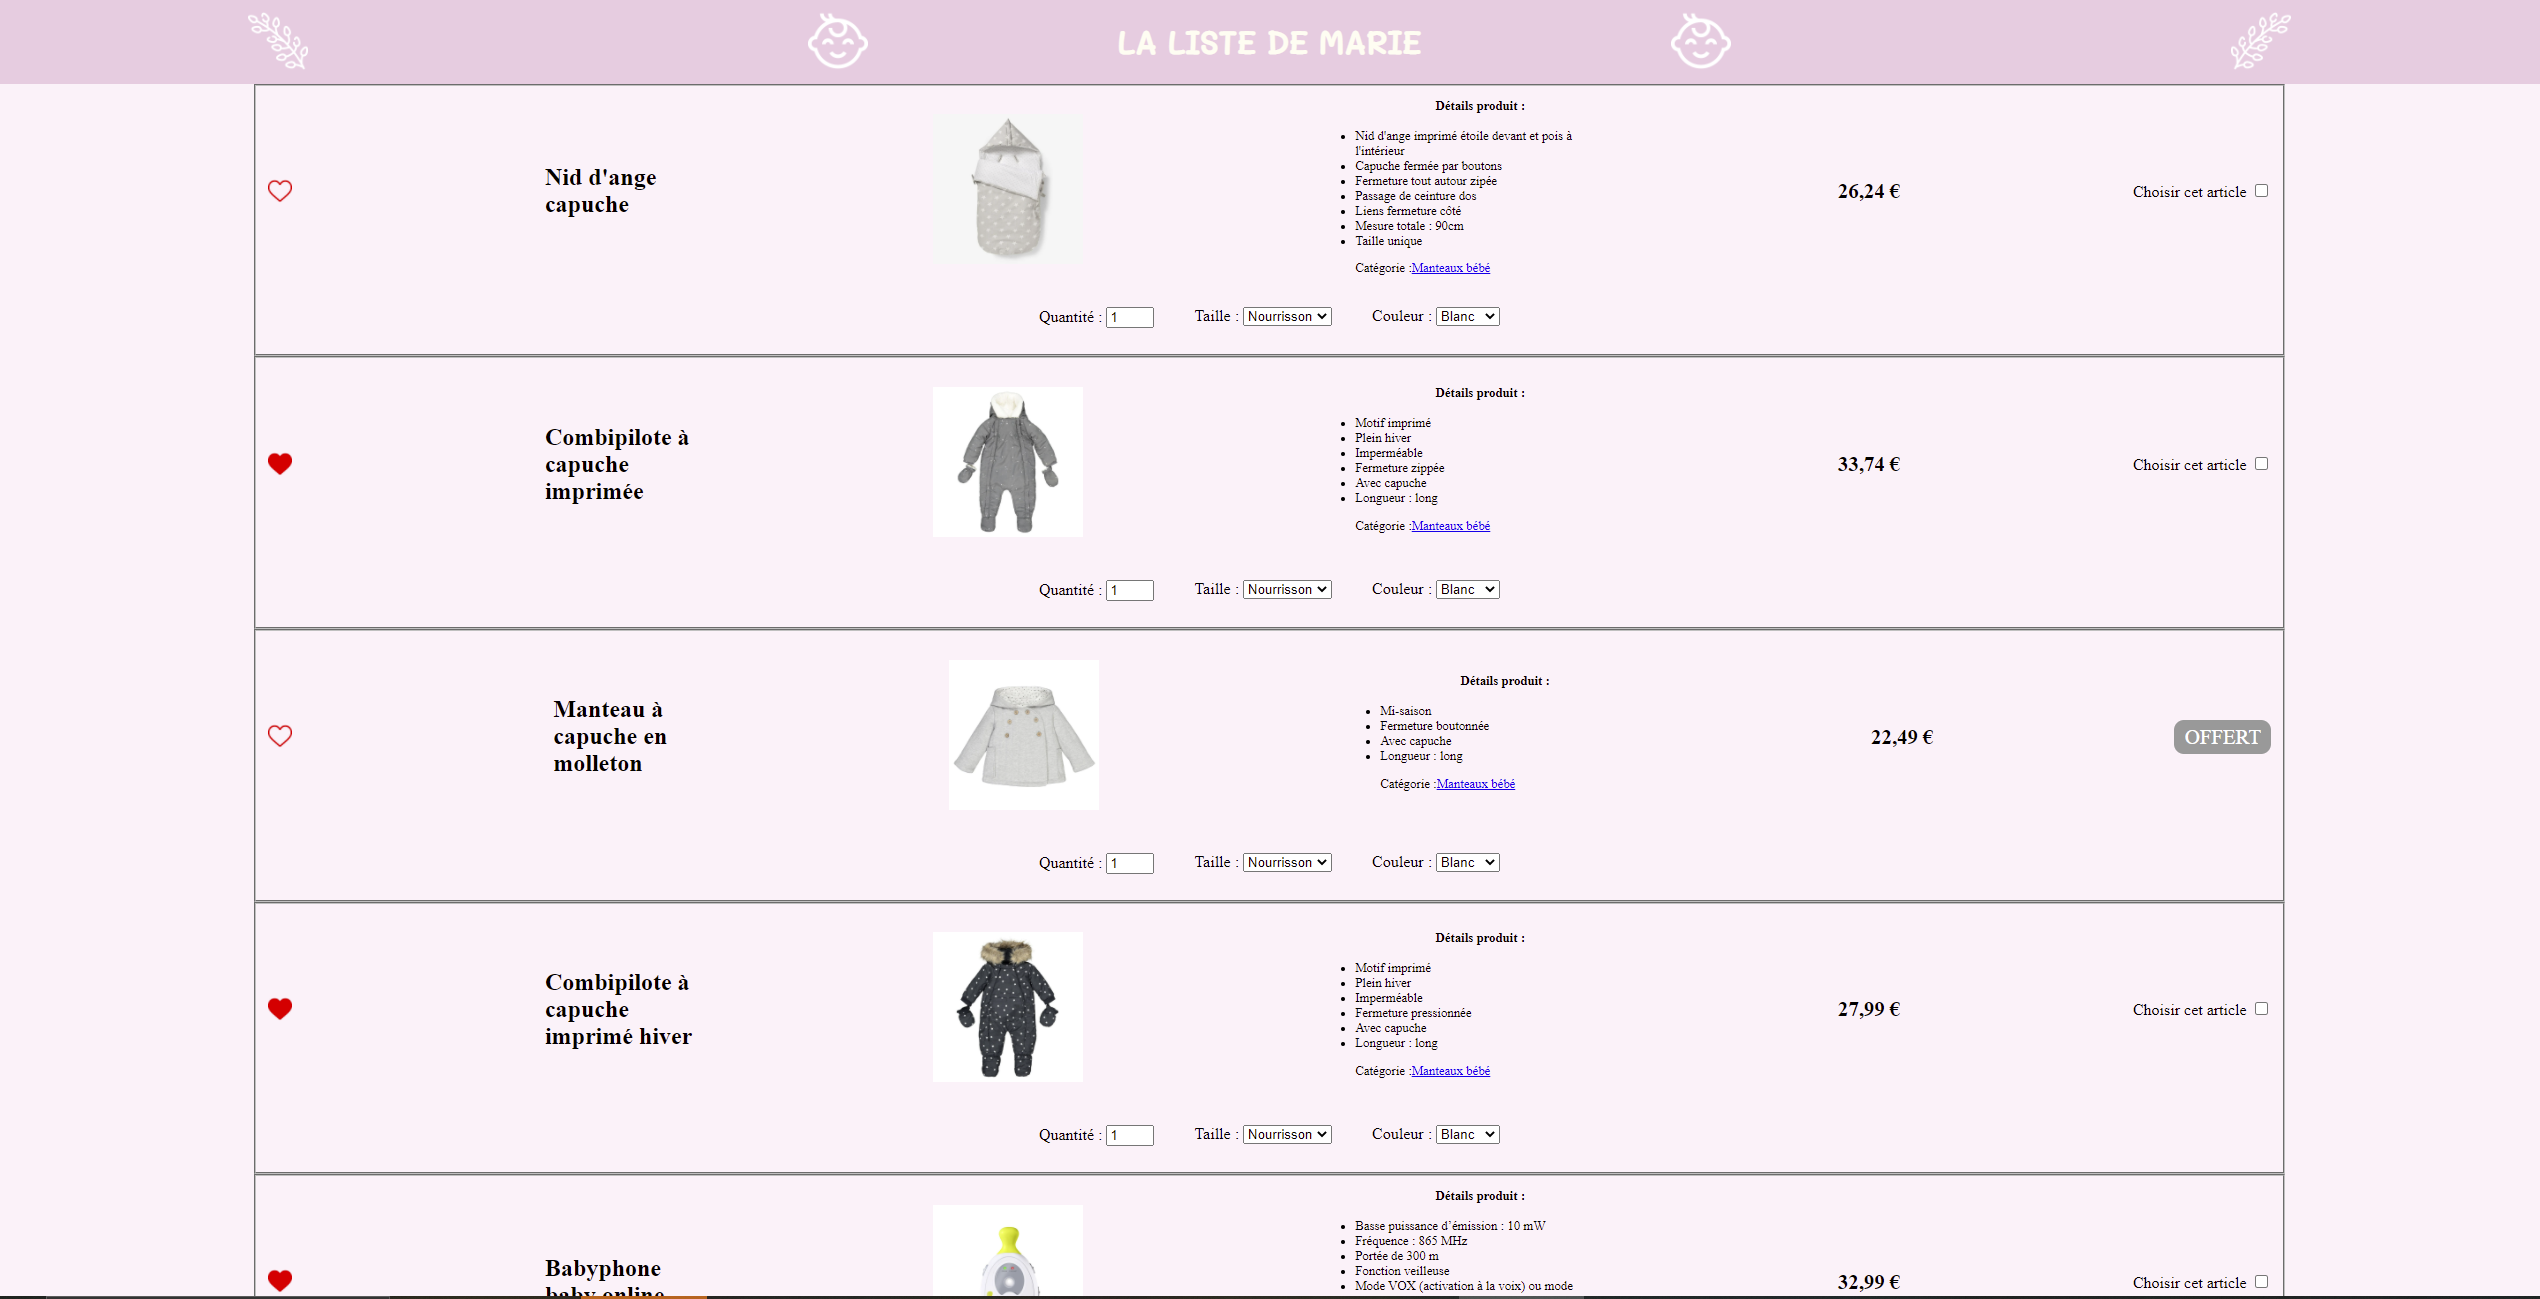 LA LISTE DE MARIE
Nid d'ange
capuche
Détails produit :
Nid d'ange imprimé étoile devant et pois à
l'intérieur
Capuche fermée par boutons
Fermeture tout autour zipée
Passage de ceinture dos
Liens fermeture côté
Mesure totale : 90cm
Taille unique
Catégorie :Manteaux bébé
26,24 €
Choisir cet article
Quantité : 1 Taille : Nourrisson Couleur : Blanc
Combipilote à
capuche
imprimée
Détails produit :
Motif imprimé
Plein hiver
Imperméable
Fermeture zippée
Avec capuche
Longueur : long
Catégorie :Manteaux bébé
33,74 €
Choisir cet article
Quantité : 1 Taille : Nourrisson Couleur : Blanc
Manteau à
capuche en
molleton
Détails produit :
Mi-saison
Fermeture boutonnée
Avec capuche
Longueur : long
Catégorie :Manteaux bébé
22,49 €
OFFERT
Quantité : 1 Taille : Nourrisson Couleur : Blanc
Combipilote à
capuche
imprimé hiver
Détails produit :
Motif imprimé
Plein hiver
Imperméable
Fermeture pressionnée
Avec capuche
Longueur : long
Catégorie :Manteaux bébé
27,99 €
Choisir cet article
Quantité : 1 Taille : Nourrisson Couleur : Blanc
Babyphone
baby online
Détails produit :
Basse puissance d’émission : 10 mW
Fréquence : 865 MHz
Portée de 300 m
Fonction veilleuse
Mode VOX (activation à la voix) ou mode
32,99 €
Choisir cet article